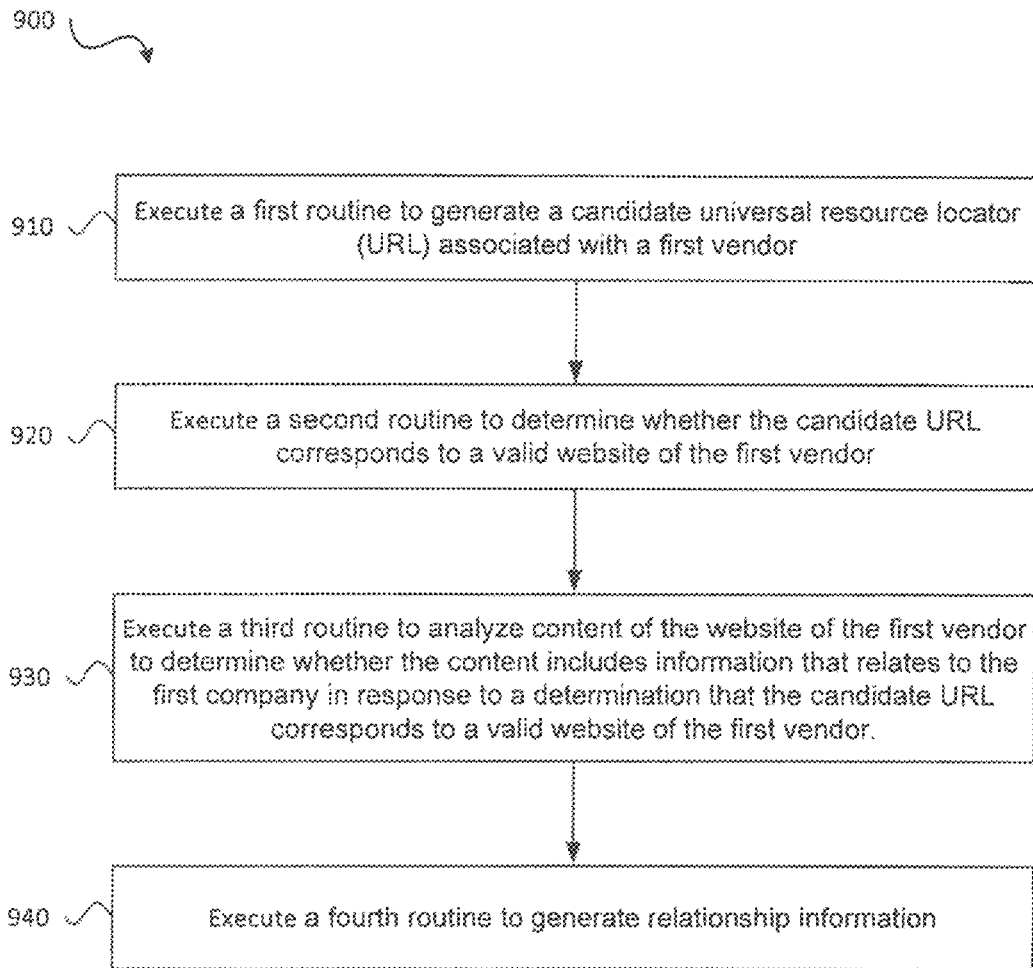 900
910
Execute a first routine to generate a candidate universal resource locator
(URL) associated with a first vendor
920
Execute a second routine to determine whether the candidate URL
corresponds to a valid website of the first vendor
930
Execute a third routine to analyze content of the website of the first vendor
to determine whether the content includes information that relates to the
first company in response to a determination that the candidate URL
corresponds to a valid website of the first vendor.
940
Execute a fourth routine to generate relationship information